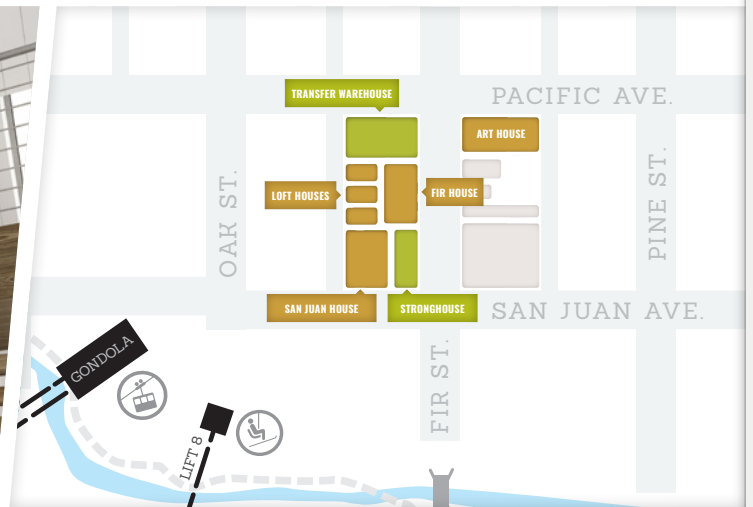 TRANSFER WAREHOUSE
PACIFIC AVE.
ART HOUSE
LOFT HOUSES
FIR HOUSE
OAK ST.
PINE ST.
SAN JUAN HOUSE
STRONGHOUSE
SAN JUAN AVE.
GONDOLA
FIR ST.
LIFT 8